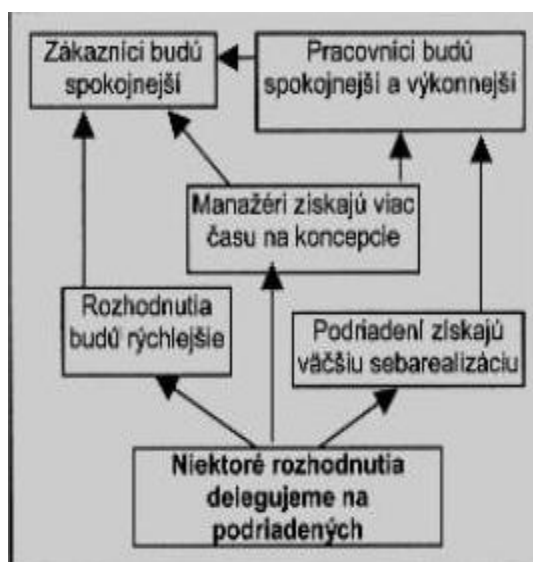 Zákazníci budú
spokojnejší
Pracovníci budú
spokojnejší a výkonnejší
Manažéri získajú viac
času na koncepcie
Rozhodnutia
budú rýchlejšie
Podriadení získajú
väčšiu sebarealizáciu
Niektoré rozhodnutia
delegujeme na
podriadených